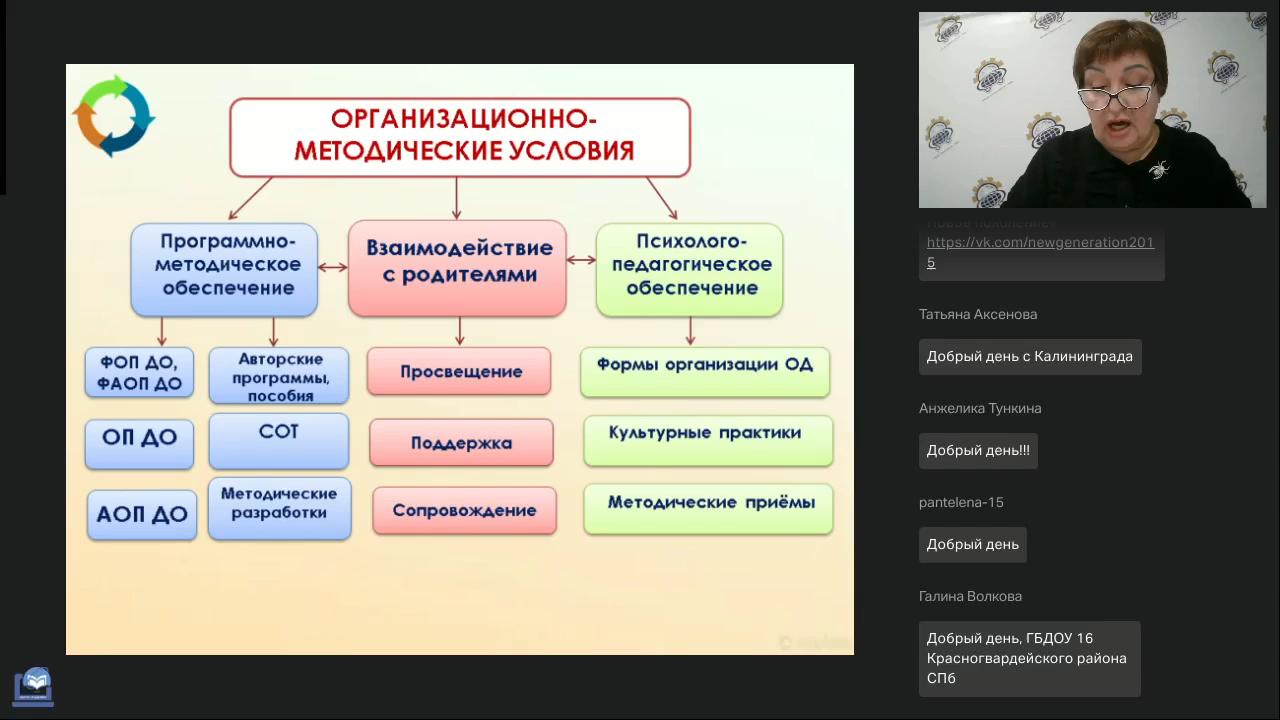 ОРГАНИЗАЦИОННО-
МЕТОДИЧЕСКИЕ УСЛОВИЯ
Программно-
методическое
обеспечение
Взаимодействие
с родителями
Психолого-
педагогическое
обеспечение
ФОП ДО,
ФАОП ДО
Авторские
программы,
пособия
Просвещение
Формы организации ОД
ОП ДО
СОТ
Поддержка
Культурные практики
АОП ДО
Методические
разработки
Сопровождение
Методические приёмы
https://vk.com/newgeneration201
5
Татьяна Аксенова
Добрый день с Калининграда
Анжелика Тункина
Добрый день!!!
pantelena-15
Добрый день
Галина Волкова
Добрый день, ГБДОУ 16
Красногвардейского района
СПб